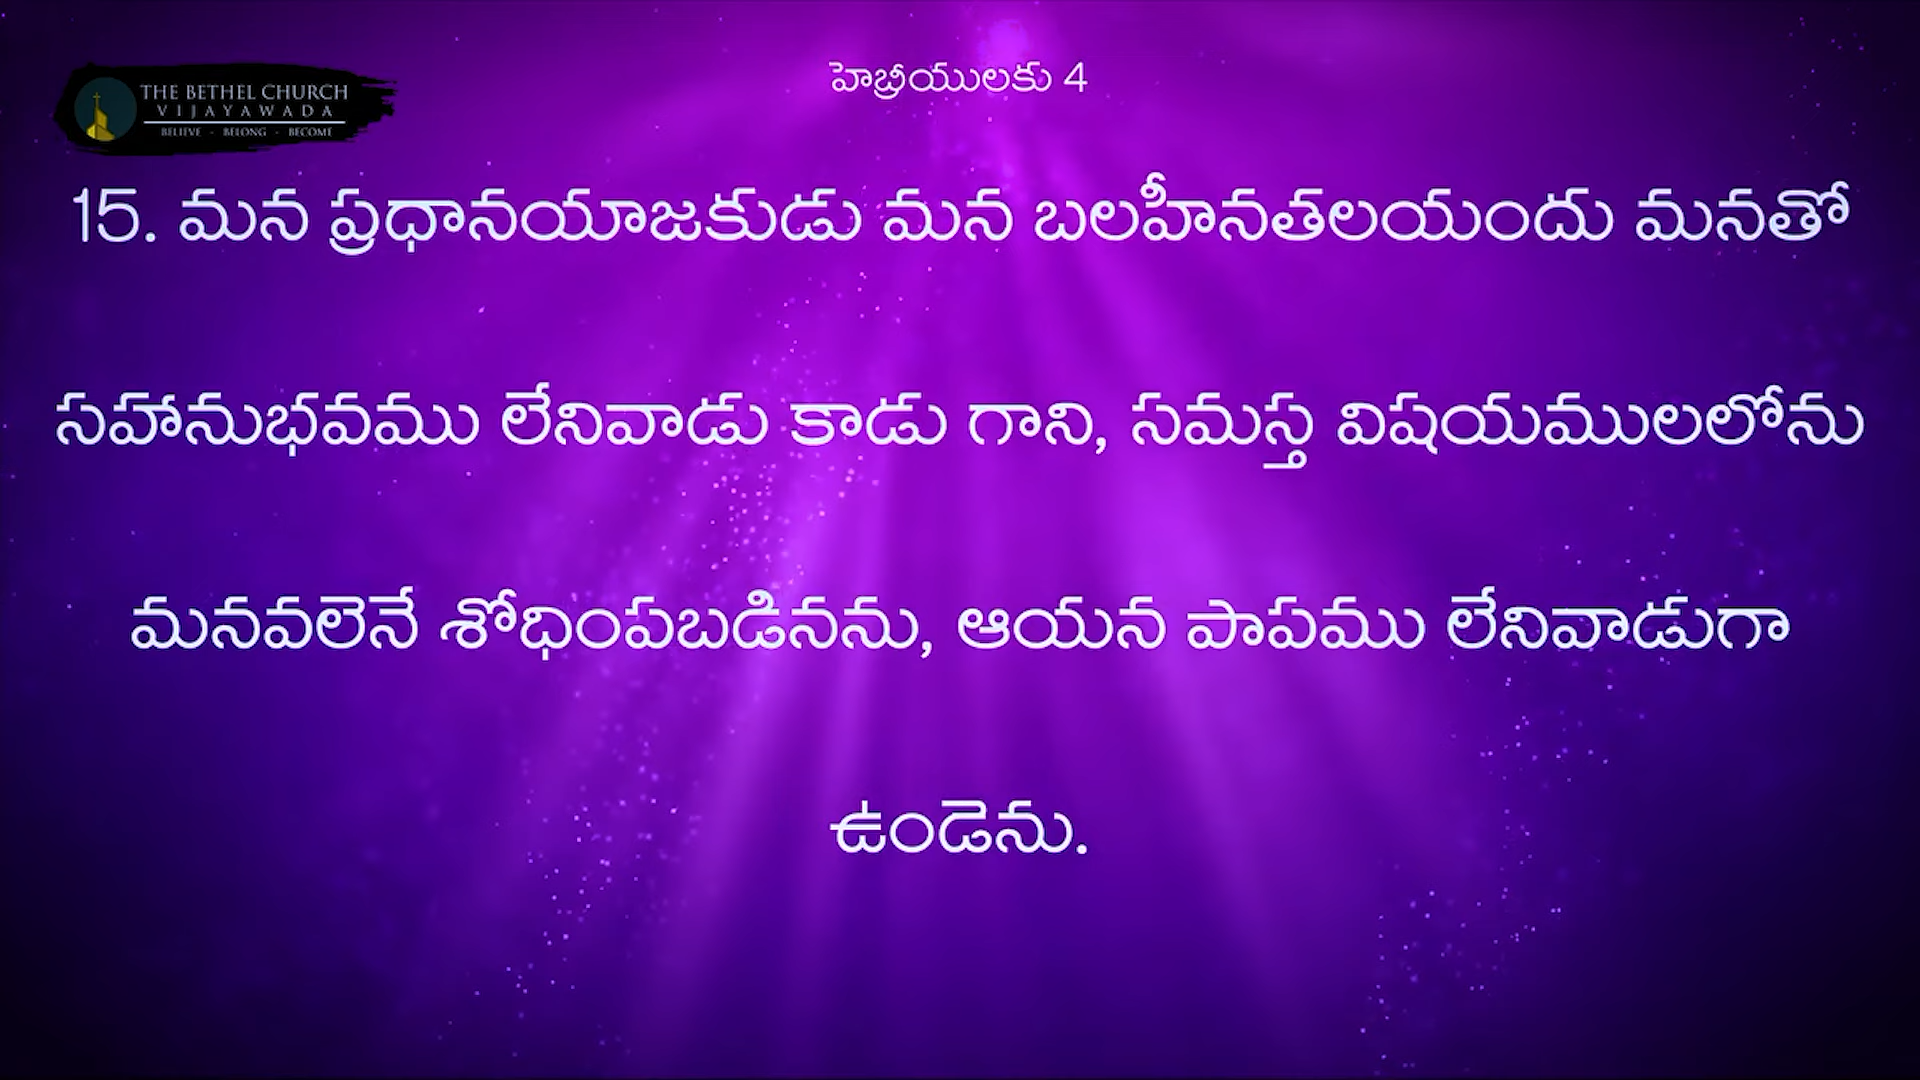 THE BETHEL CHURCH
VIJAYAWADA
BELIEVE - BELONG - BECOME
హెబ్రీయులకు 4
15. మన ప్రధానయాజకుడు మన బలహీనతలయందు మనతో
సహానుభవము లేనివాడు కాడు గాని, సమస్త విషయములలోను
మనవలెనే శోధింపబడినను, ఆయన పాపము లేనివాడుగా
ఉండెను.